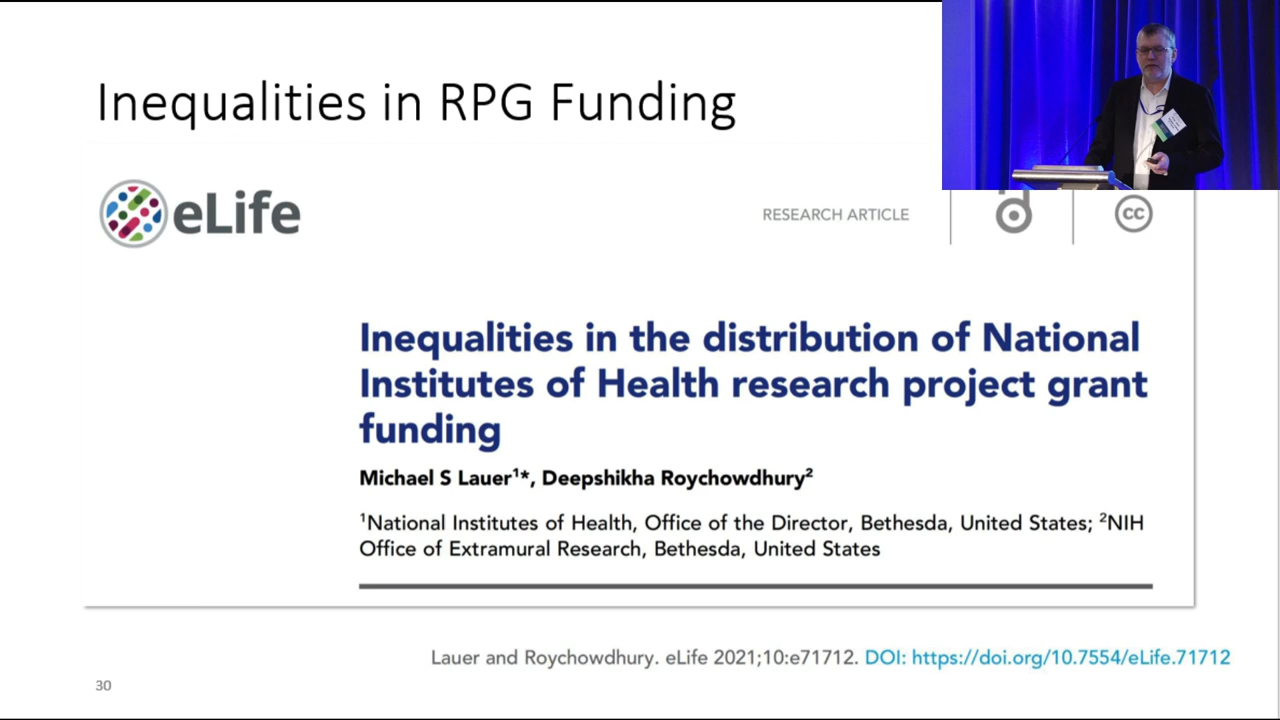 Inequalities in RPG Funding
eLife
RESEARCH ARTICLE
cc
Inequalities in the distribution of National
Institutes of Health research project grant
funding
Michael S Lauer¹*, Deepshikha Roychowdhury²
¹National Institutes of Health, Office of the Director, Bethesda, United States; ²NIH
Office of Extramural Research, Bethesda, United States
Lauer and Roychowdhury. eLife 2021;10:e71712. DOI: https://doi.org/10.7554/eLife.71712
30